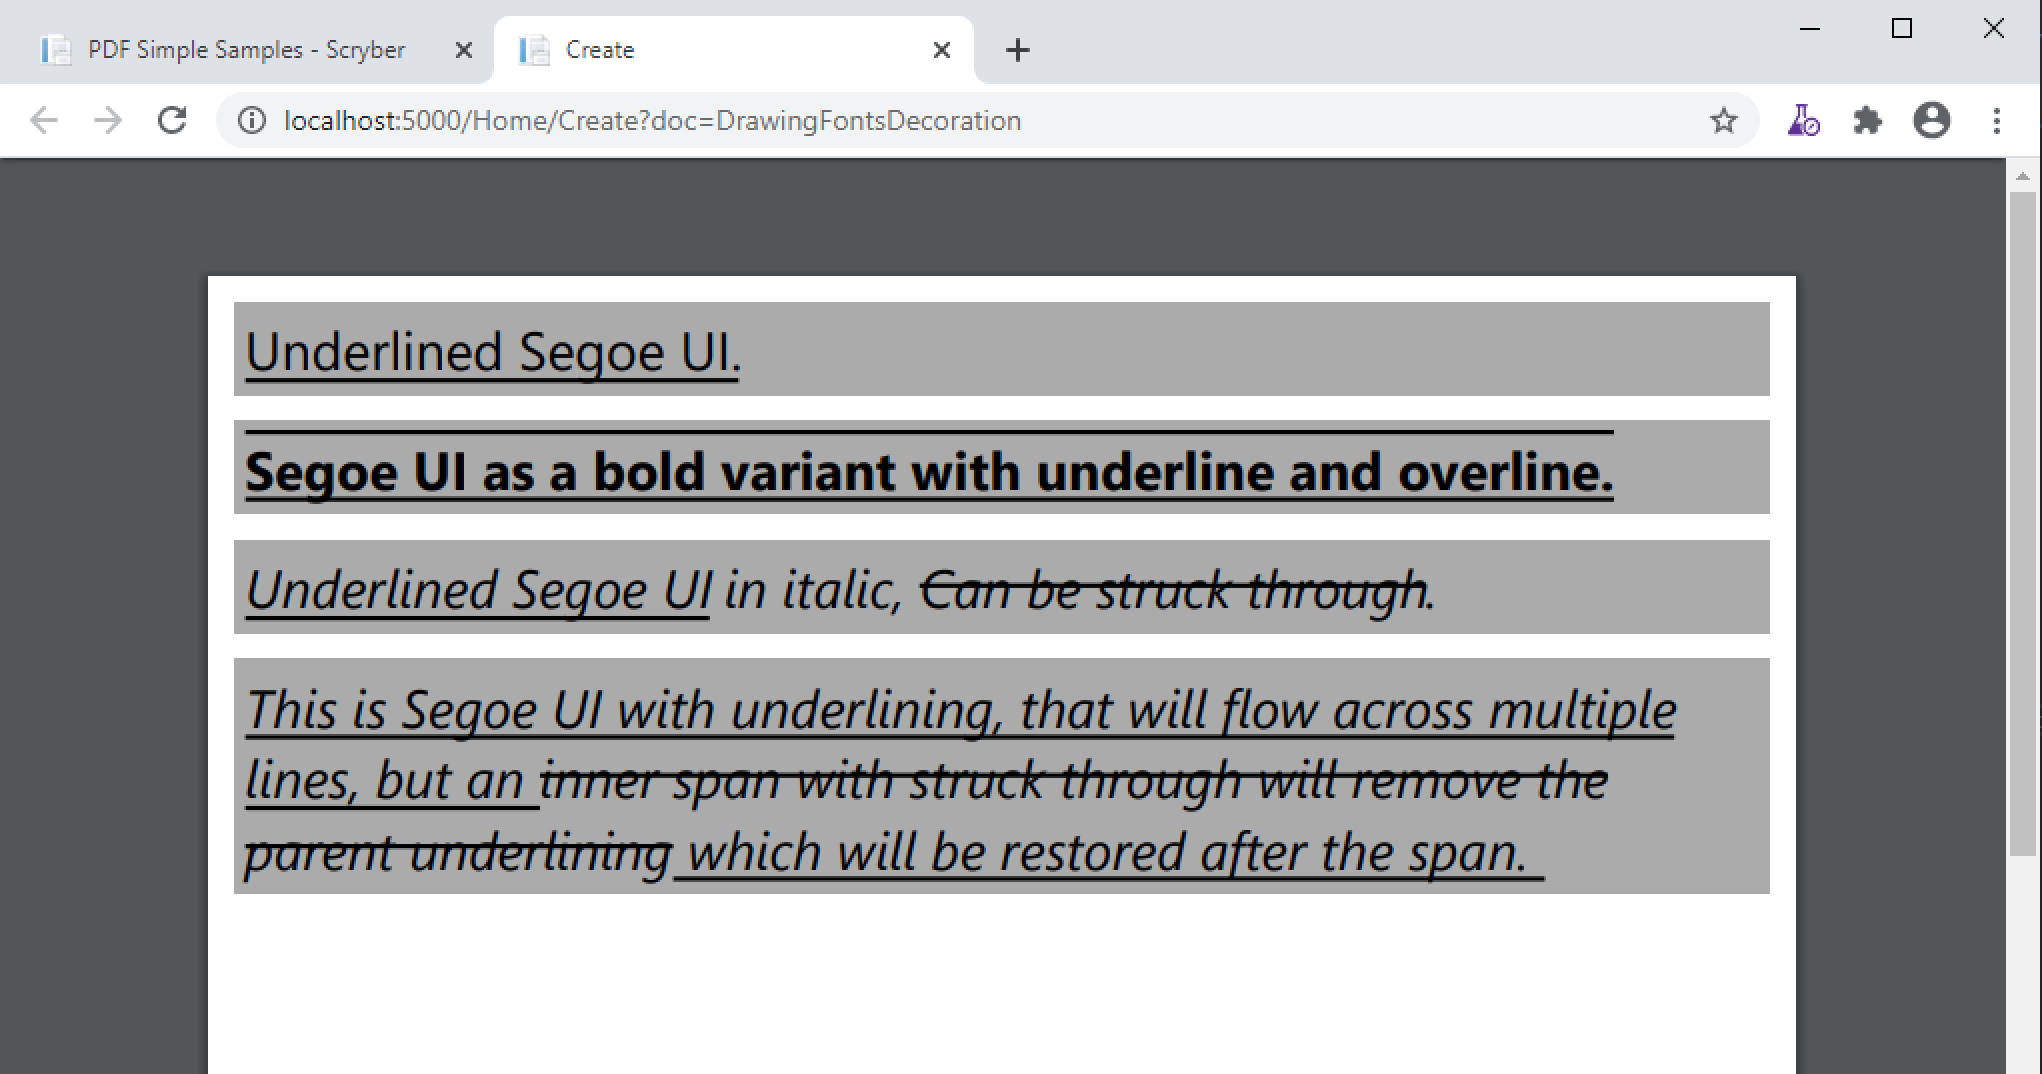 PDF Simple Samples - Scryber
Create
localhost:5000/Home/Create?doc=DrawingFontsDecoration
Underlined Segoe UI.
Segoe UI as a bold variant with underline and overline.
Underlined Segoe UI in italic, Can be struck through.
This is Segoe UI with underlining, that will flow across multiple
lines, but an inner span with struck through will remove the
parent underlining which will be restored after the span.